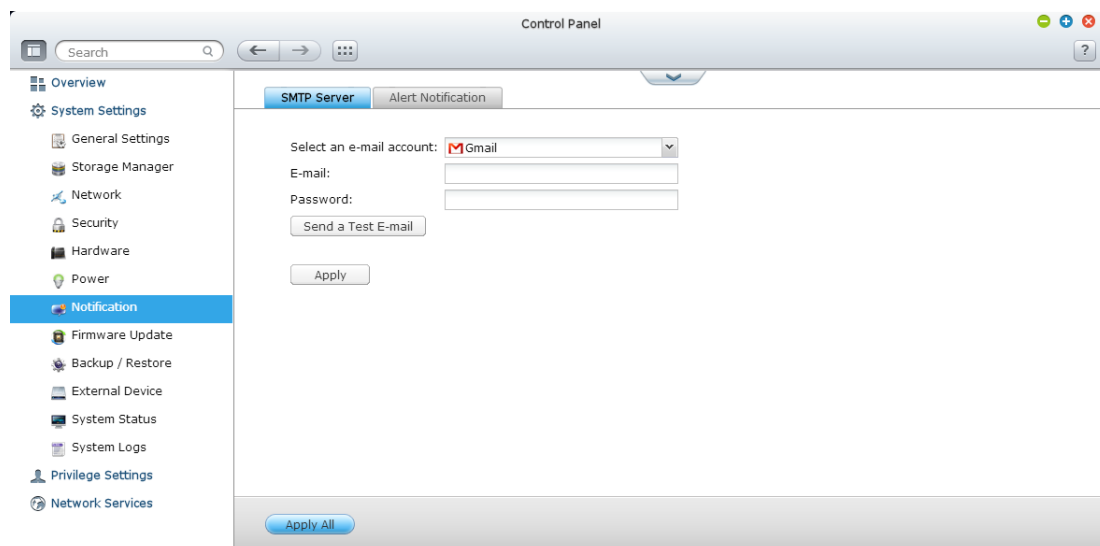 Control Panel
Search
?
Overview
System Settings
General Settings
Storage Manager
Network
Security
Hardware
Power
Notification
Firmware Update
Backup / Restore
External Device
System Status
System Logs
Privilege Settings
Network Services
SMTP Server Alert Notification
Select an e-mail account: Gmail
E-mail:
Password:
Send a Test E-mail
Apply
Apply All